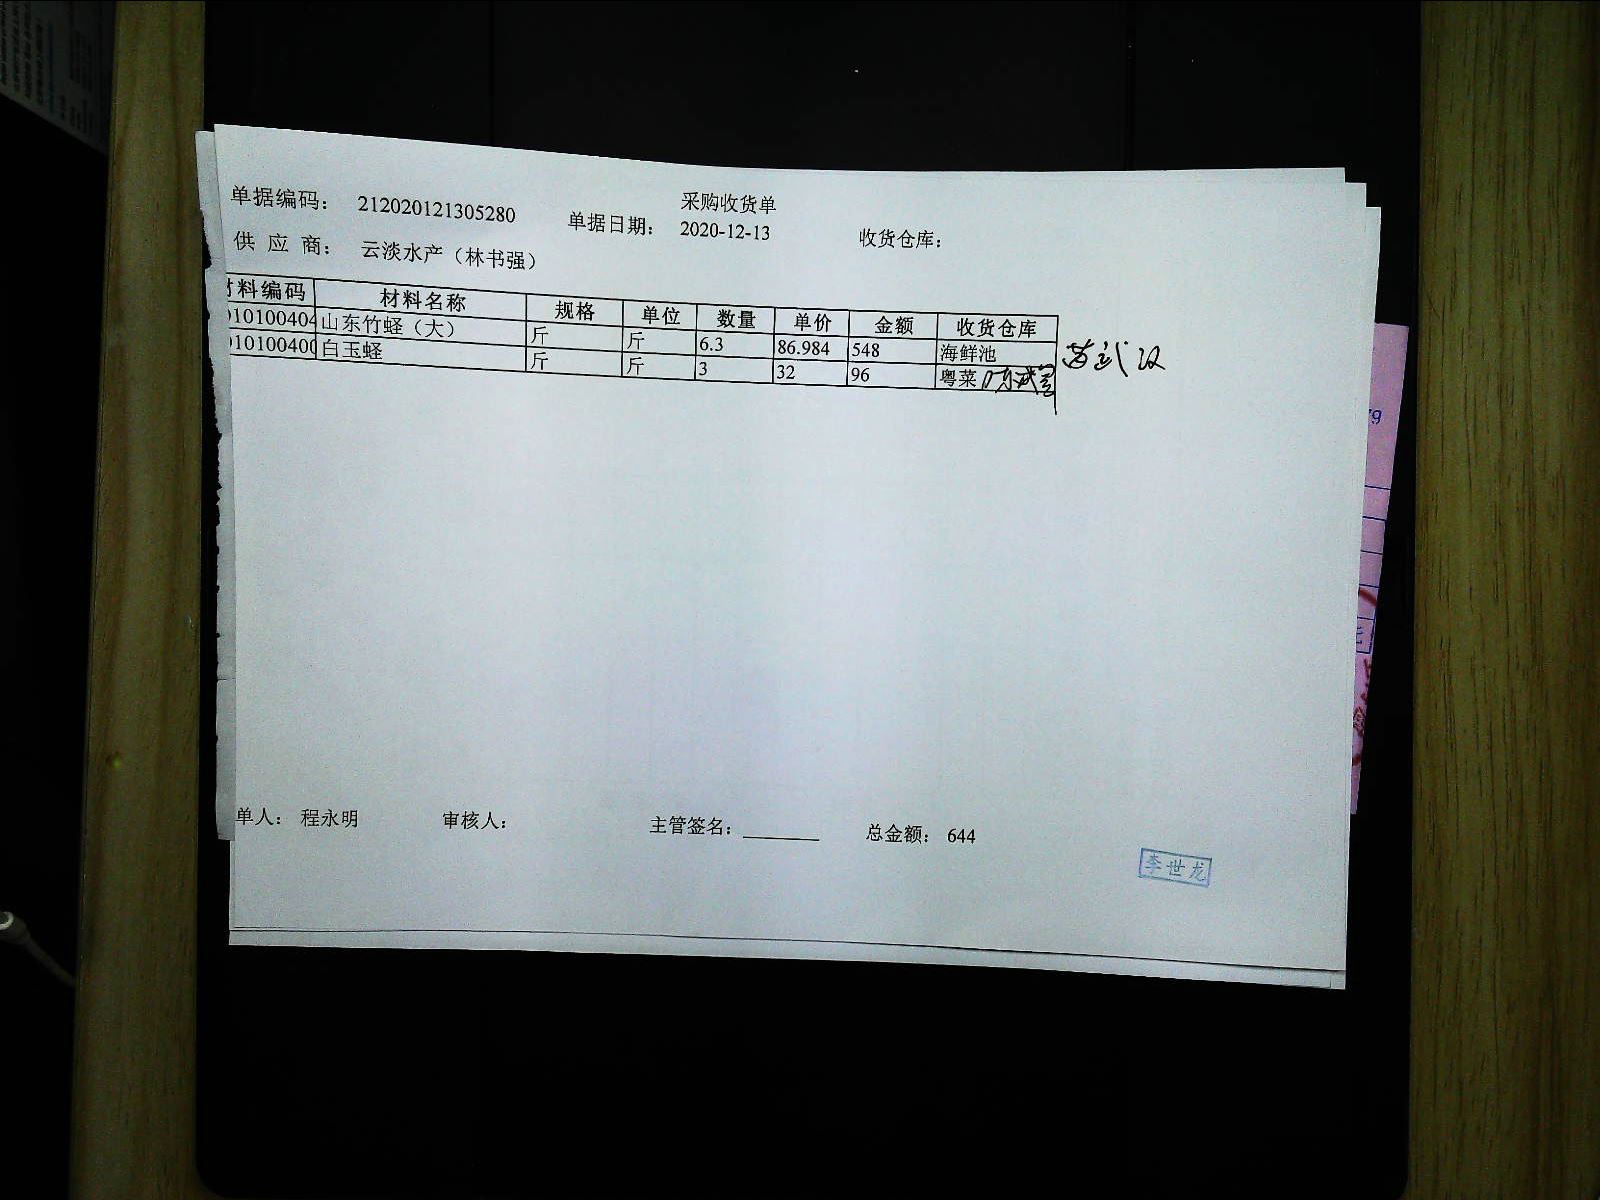 采购收货单
单据编码： 212020121305280 单据日期： 2020-12-13 收货仓库：
供 应 商： 云淡水产（林书强）
材料编码 材料名称 规格 单位 数量 单价 金额 收货仓库
010100404 山东竹蛏（大） 斤 斤 6.3 86.984 548 海鲜池
010100400 白玉蛏 斤 斤 3 32 96 粤菜
单人： 程永明 审核人： 主管签名： 总金额： 644
李世龙